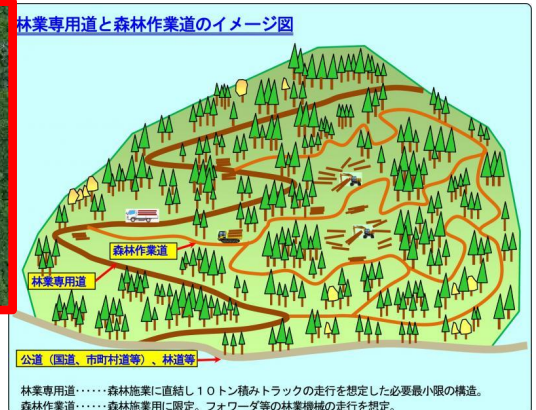 林業専用道と森林作業道のイメージ図
森林作業道
林業専用道
公道（国道、市町村道等）、林道等
林業専用道‥‥‥森林施業に直結し１０トン積みトラックの走行を想定した必要最小限の構造。
森林作業道‥‥‥森林施業用に限定。フォワーダ等の林業機械の走行を想定。